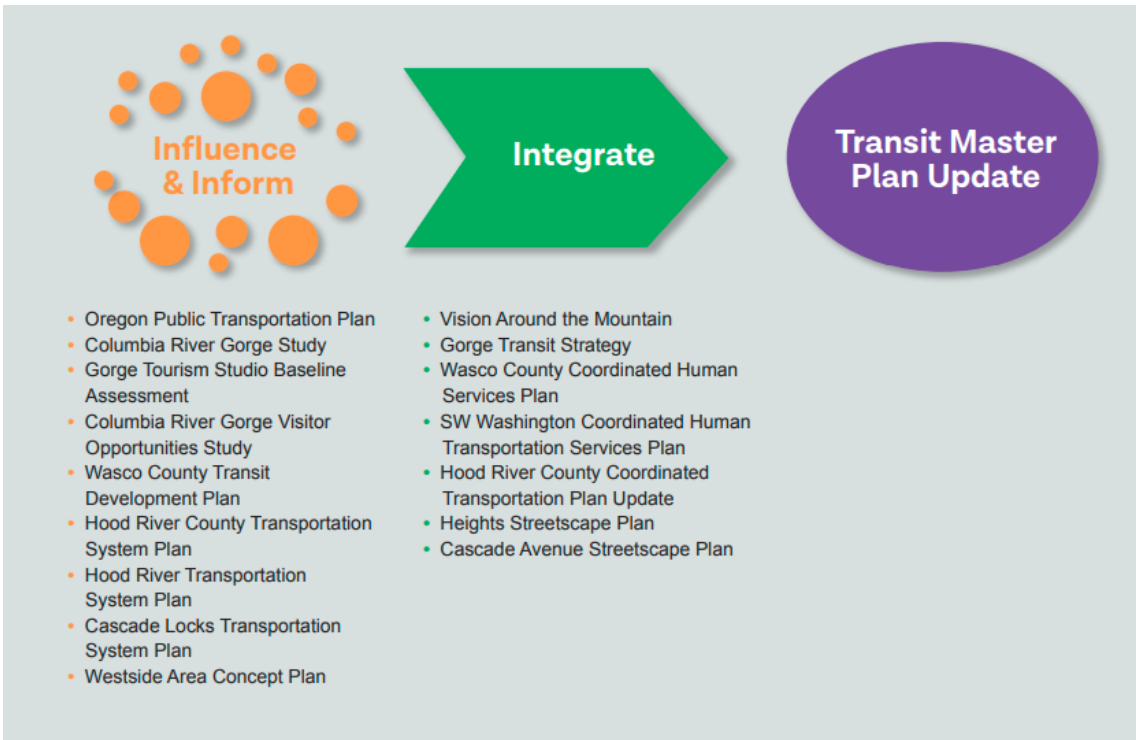 Influence
& Inform
Integrate
Transit Master
Plan Update
• Oregon Public Transportation Plan
• Columbia River Gorge Study
• Gorge Tourism Studio Baseline
Assessment
• Columbia River Gorge Visitor
Opportunities Study
• Wasco County Transit
Development Plan
• Hood River County Transportation
System Plan
• Hood River Transportation
System Plan
• Cascade Locks Transportation
System Plan
• Westside Area Concept Plan
• Vision Around the Mountain
• Gorge Transit Strategy
• Wasco County Coordinated Human
Services Plan
• SW Washington Coordinated Human
Transportation Services Plan
• Hood River County Coordinated
Transportation Plan Update
• Heights Streetscape Plan
• Cascade Avenue Streetscape Plan